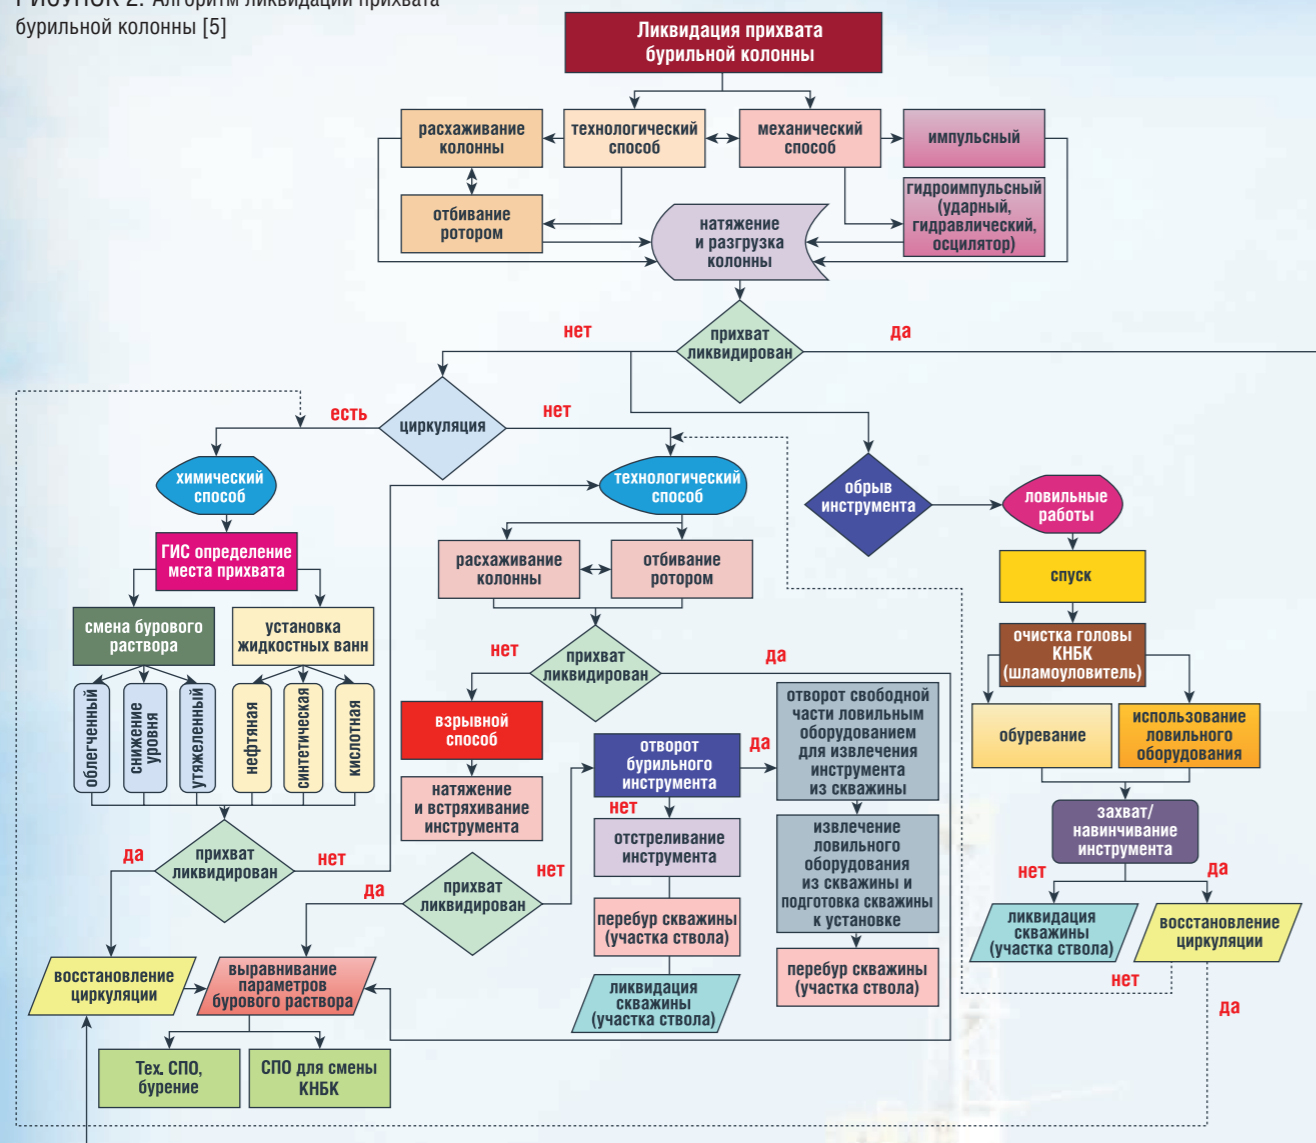 РИСУНОК 2. Алгоритм ликвидации прихвата
бурильной колонны [5]
Ликвидация прихвата
бурильной колонны
расхаживание
колонны
технологический
способ
механический
способ
импульсный
отбивание
ротором
натяжение
и разгрузка
колонны
гидроимпульсный
(ударный,
гидравлический,
осцилятор)
нет
прихват
ликвидирован
да
есть
циркуляция
нет
химический
способ
технологический
способ
обрыв
инструмента
ловильные
работы
ГИС определение
места прихвата
расхаживание
колонны
отбивание
ротором
спуск
смена бурового
раствора
установка
жидкостных ванн
очистка головы
КНБК
(шламоуловитель)
нет
прихват
ликвидирован
да
облегченный
снижение
уровня
утяжеленный
нефтяная
синтетическая
кислотная
взрывной
способ
отворот
бурильного
инструмента
да
отворот свободной
части ловильным
оборудованием
для извлечения
инструмента
из скважины
обуревание
использование
ловильного
оборудования
натяжение
и встряхивание
инструмента
нет
отстреливание
инструмента
извлечение
ловильного
оборудования
из скважины и
подготовка скважины
к установке
захват/
навинчивание
инструмента
да
прихват
ликвидирован
нет
да
прихват
ликвидирован
нет
нет
да
перебур скважины
(участка ствола)
ликвидация
скважины
(участка ствола)
восстановление
циркуляции
восстановление
циркуляции
выравнивание
параметров
бурового раствора
ликвидация
скважины
(участка ствола)
перебур скважины
(участка ствола)
нет
да
Тех. СПО,
бурение
СПО для смены
КНБК